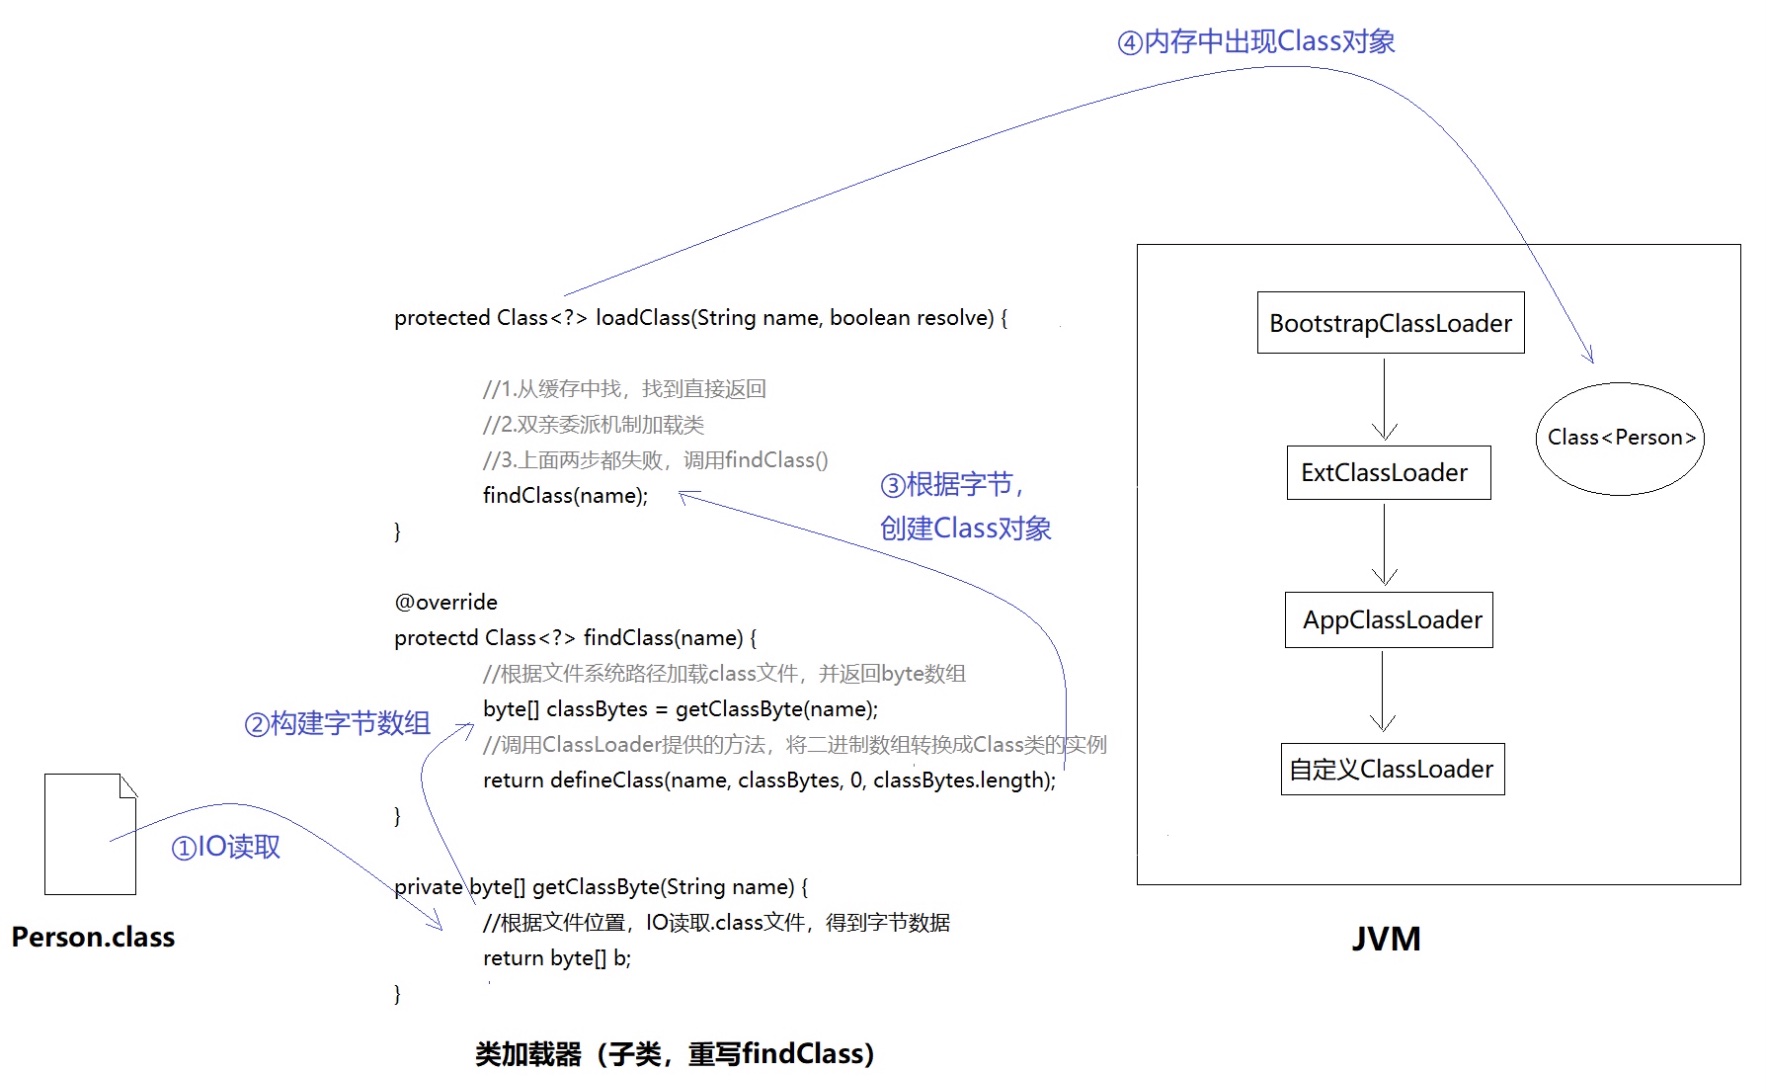 ④内存中出现Class对象
protected Class<?> loadClass(String name, boolean resolve) {
//1.从缓存中找，找到直接返回
//2.双亲委派机制加载类
//3.上面两步都失败，调用findClass()
findClass(name);
}
③根据字节，
创建Class对象
@override
protectd Class<?> findClass(name) {
//根据文件系统路径加载class文件，并返回byte数组
byte[] classBytes = getClassByte(name);
//调用ClassLoader提供的方法，将二进制数组转换成Class类的实例
return defineClass(name, classBytes, 0, classBytes.length);
}
②构建字节数组
①IO读取
Person.class
private byte[] getClassByte(String name) {
//根据文件位置，IO读取.class文件，得到字节数据
return byte[] b;
}
类加载器（子类，重写findClass）
BootstrapClassLoader
Class<Person>
ExtClassLoader
AppClassLoader
自定义ClassLoader
JVM